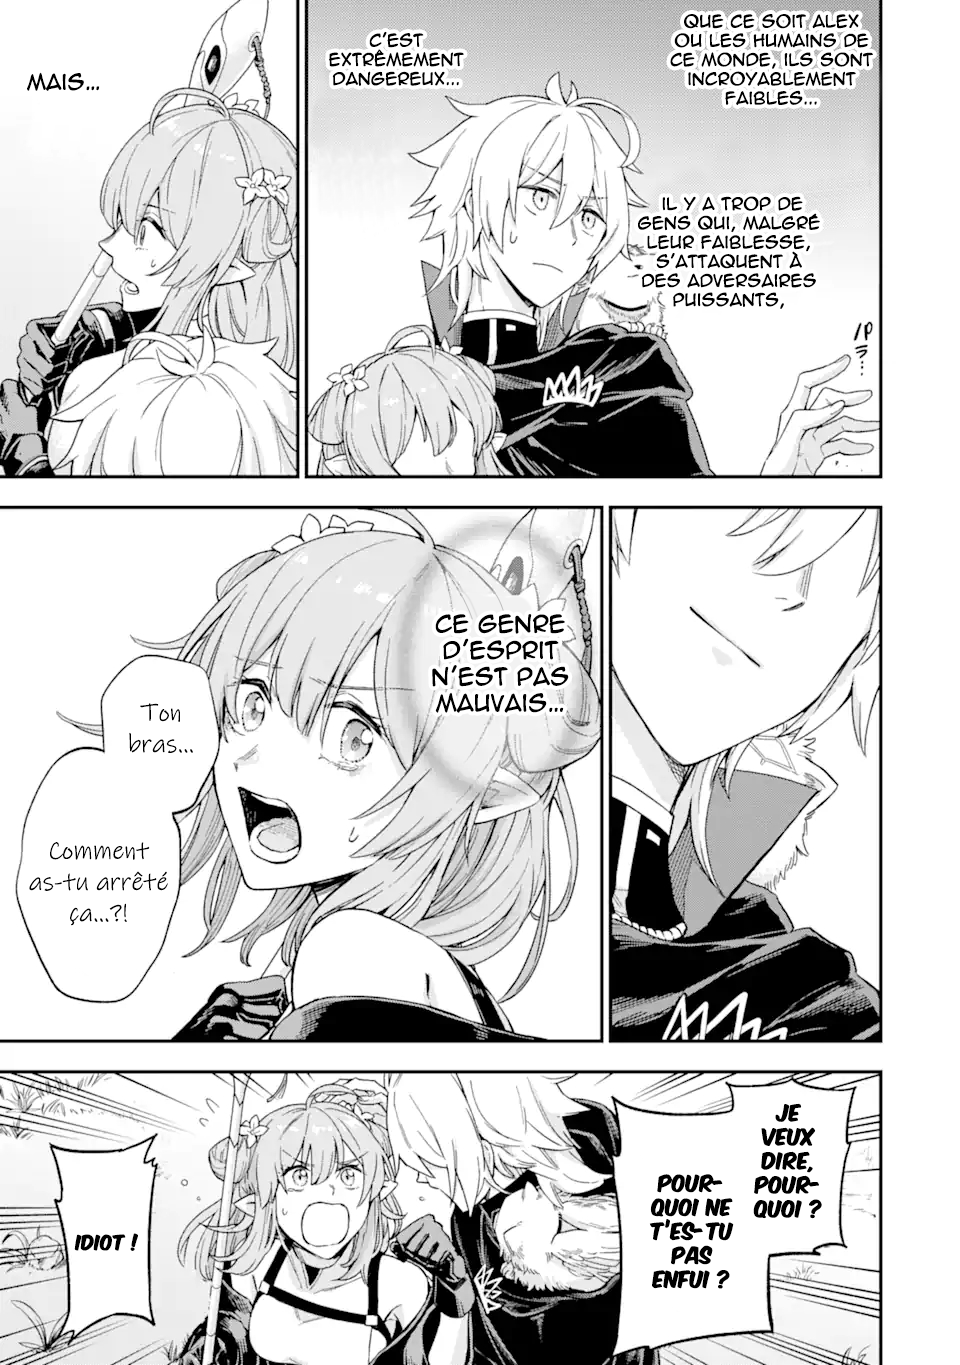 QUE CE SOIT ALEX
OU LES HUMAINS DE
CE MONDE, ILS SONT
INCROYABLEMENT
FAIBLES...
IL Y A TROP DE
GENS QUI, MALGRÉ
LEUR FAIBLESSE,
S'ATTAQUENT À
DES ADVERSAIRES
PUISSANTS,
C'EST
EXTRÊMEMENT
DANGEREUX...
MAIS...
CE GENRE
D'ESPRIT
N'EST PAS
MAUVAIS...
Ton
bras...
Comment
as-tu arrêté
ça...?!
JE
VEUX
DIRE,
POUR-
QUOI ?
POUR-
QUOI NE
T'ES-TU
PAS
ENFUI ?
IDIOT !